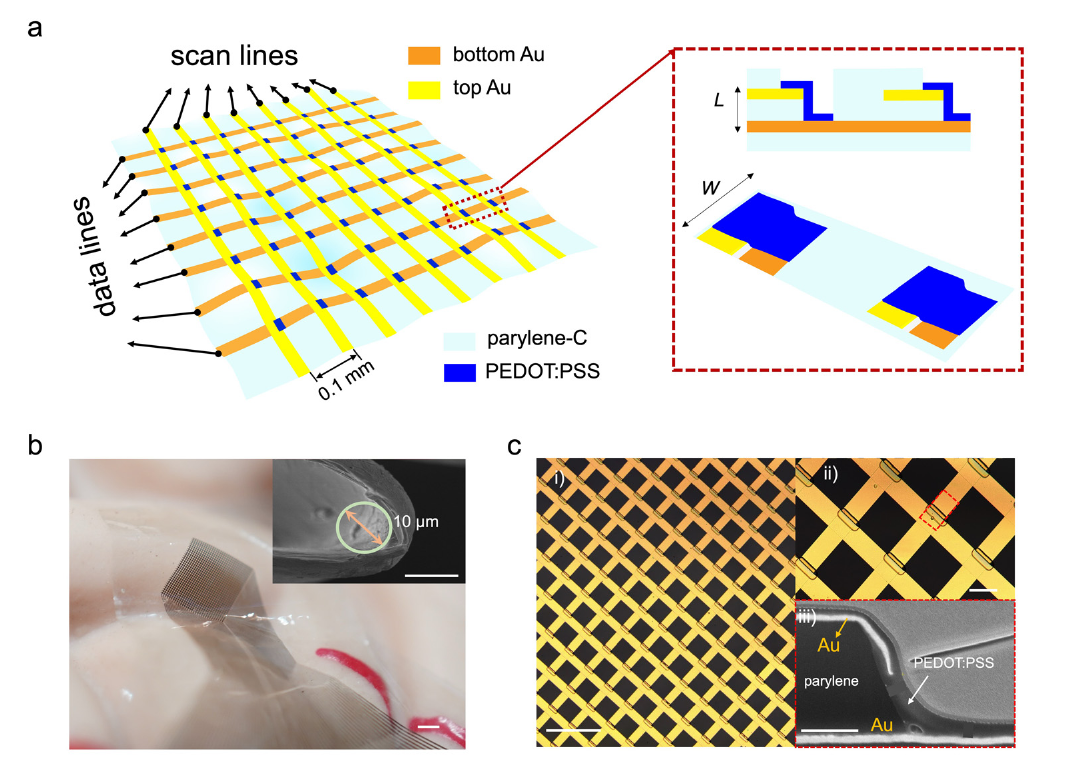 a
scan lines
bottom Au
top Au
data lines
0.1 mm
parylene-C
PEDOT:PSS
L
W
b
10 µm
c
i)
ii)
iii)
Au
PEDOT:PSS
parylene
Au